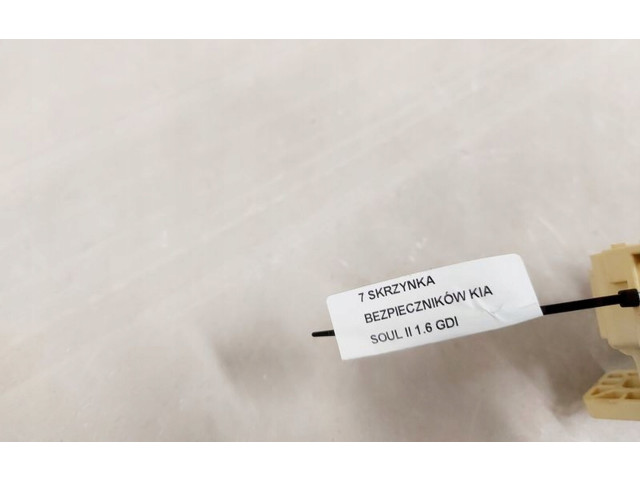 7 SKRZYNKA
BEZPIECZNIKÓW KIA
SOUL II 1.6 GDI